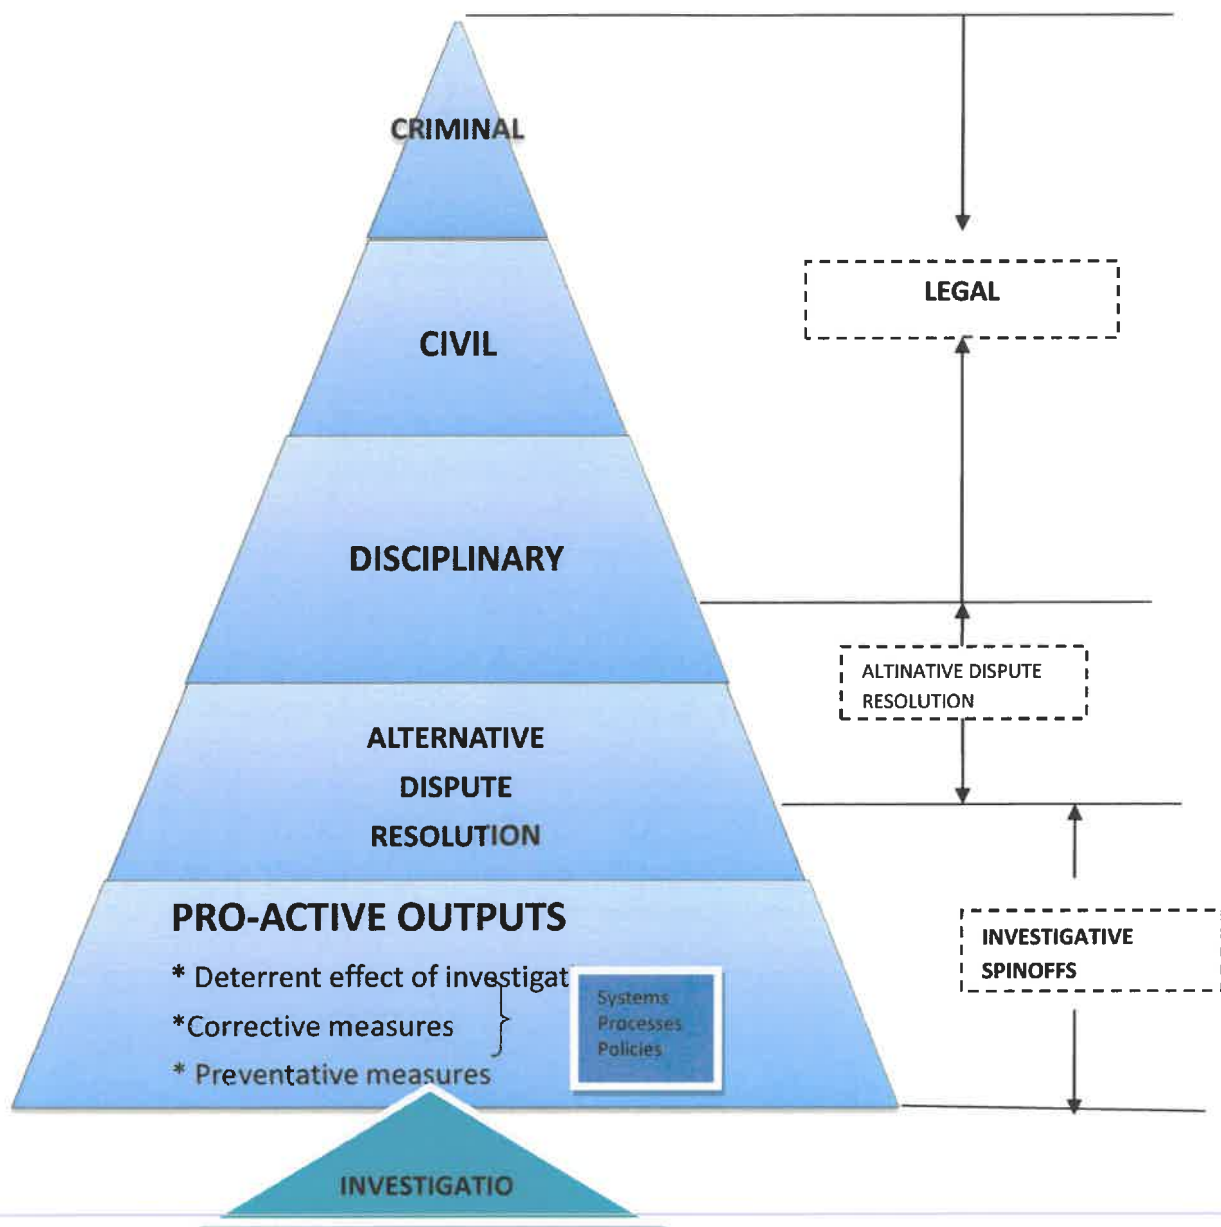 CRIMINAL
LEGAL
CIVIL
DISCIPLINARY
ALTINATIVE DISPUTE
RESOLUTION
ALTERNATIVE
DISPUTE
RESOLUTION
PRO-ACTIVE OUTPUTS
* Deterrent effect of investigati
*Corrective measures
* Preventative measures
Systems
Processes
Policies
INVESTIGATIVE
SPINOFFS
INVESTIGATIO